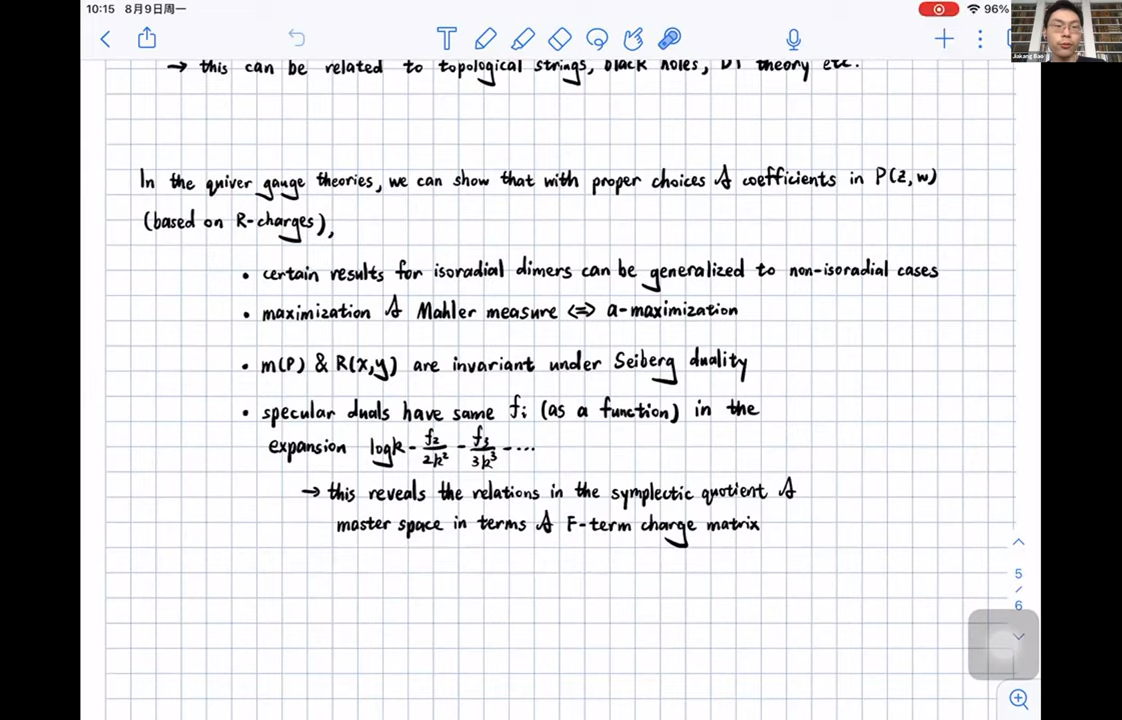 10:15 8月9日周一
96%
Jiakang Bao
→ this can be related to topological strings, black holes, DT theory etc.
In the quiver gauge theories, we can show that with proper choices of coefficients in P(z,w)
(based on R-charges),
• certain results for isoradial dimers can be generalized to non-isoradial cases
• maximization of Mahler measure <=> a-maximization
• m(P) & R(x,y) are invariant under Seiberg duality
• specular duals have same fi (as a function) in the
expansion logk - f2/2k² - f3/3k³ - ...
→ this reveals the relations in the symplectic quotient of
master space in terms of F-term charge matrix
5
/
6